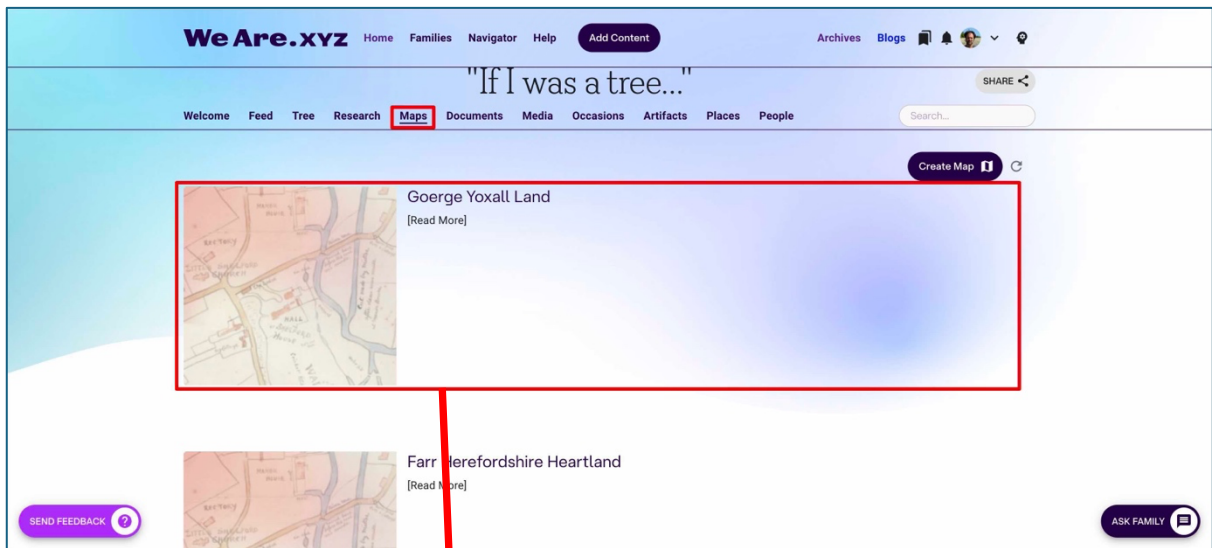 We Are.xyz Home Families Navigator Help Add Content Archives Blogs
"If I was a tree..."
SHARE
Welcome Feed Tree Research Maps Documents Media Occasions Artifacts Places People Search...
Create Map
Goerge Yoxall Land
[Read More]
RECTORY
Farr Herefordshire Heartland
[Read More]
SEND FEEDBACK ?
ASK FAMILY